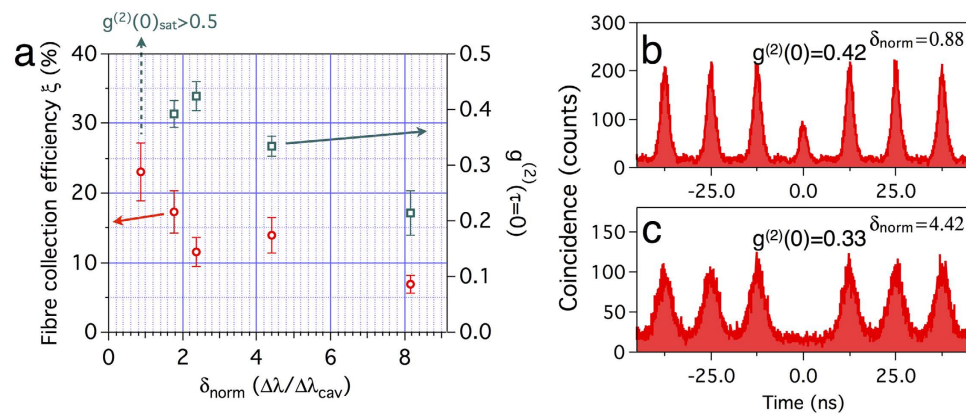 g⁽²⁾(0)sat>0.5
a
Fibre collection efficiency ξ (%)
40
30
20
10
0
0
2
4
6
8
δnorm (Δλ/Δλcav)
0.5
0.4
0.3
0.2
0.1
0.0
g⁽²⁾(τ=0)
b
g⁽²⁾(0)=0.42
δnorm=0.88
300
200
100
0
-25.0
0.0
25.0
Coincidence (counts)
c
g⁽²⁾(0)=0.33
δnorm=4.42
150
100
50
0
-25.0
0.0
25.0
Time (ns)